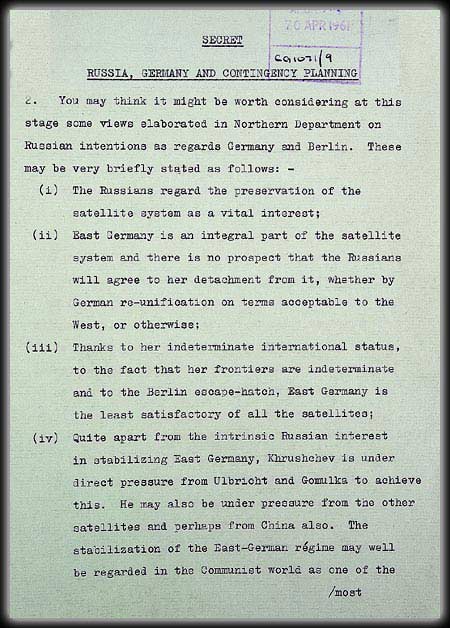 20 APR 1961
SECRET
RUSSIA, GERMANY AND CONTINGENCY PLANNING
2. You may think it might be worth considering at this
stage some views elaborated in Northern Department on
Russian intentions as regards Germany and Berlin. These
may be very briefly stated as follows: -
(i) The Russians regard the preservation of the
satellite system as a vital interest;
(ii) East Germany is an integral part of the satellite
system and there is no prospect that the Russians
will agree to her detachment from it, whether by
German re-unification on terms acceptable to the
West, or otherwise;
(iii) Thanks to her indeterminate international status,
to the fact that her frontiers are indeterminate
and to the Berlin escape-hatch, East Germany is
the least satisfactory of all the satellites;
(iv) Quite apart from the intrinsic Russian interest
in stabilizing East Germany, Khrushchev is under
direct pressure from Ulbricht and Gomulka to achieve
this. He may also be under pressure from the other
satellites and perhaps from China also. The
stabilization of the East-German régime may well
be regarded in the Communist world as one of the
/most